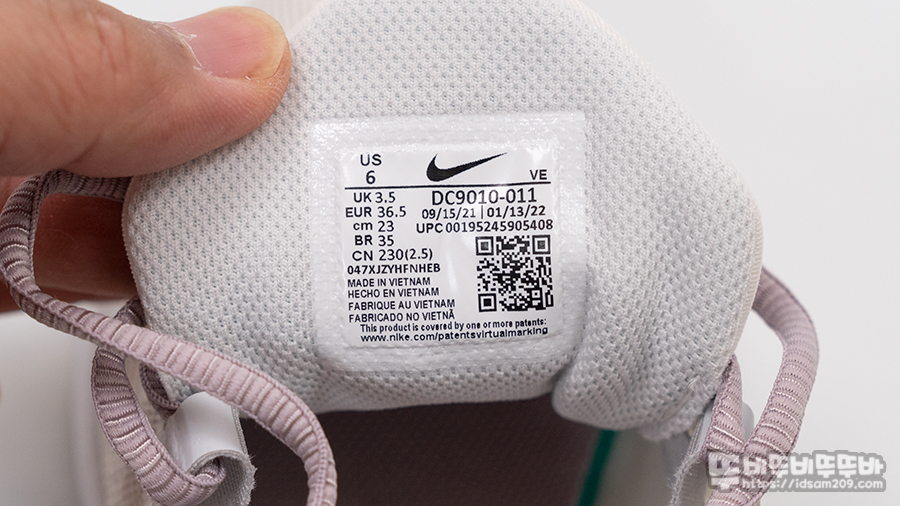 US
6
VE
UK 3.5
EUR 36.5
cm 23
BR 35
CN 230(2.5)
DC9010-011
09/15/21 | 01/13/22
UPC 00195245905408
047XJZYHFNHEB
MADE IN VIETNAM
HECHO EN VIETNAM
FABRIQUE AU VIETNAM
FABRICADO NO VIETNÃ
This product is covered by one or more patents:
www.nike.com/patentsvirtualmarking
또바뚜비뚜뚜바
https://idsam209.com